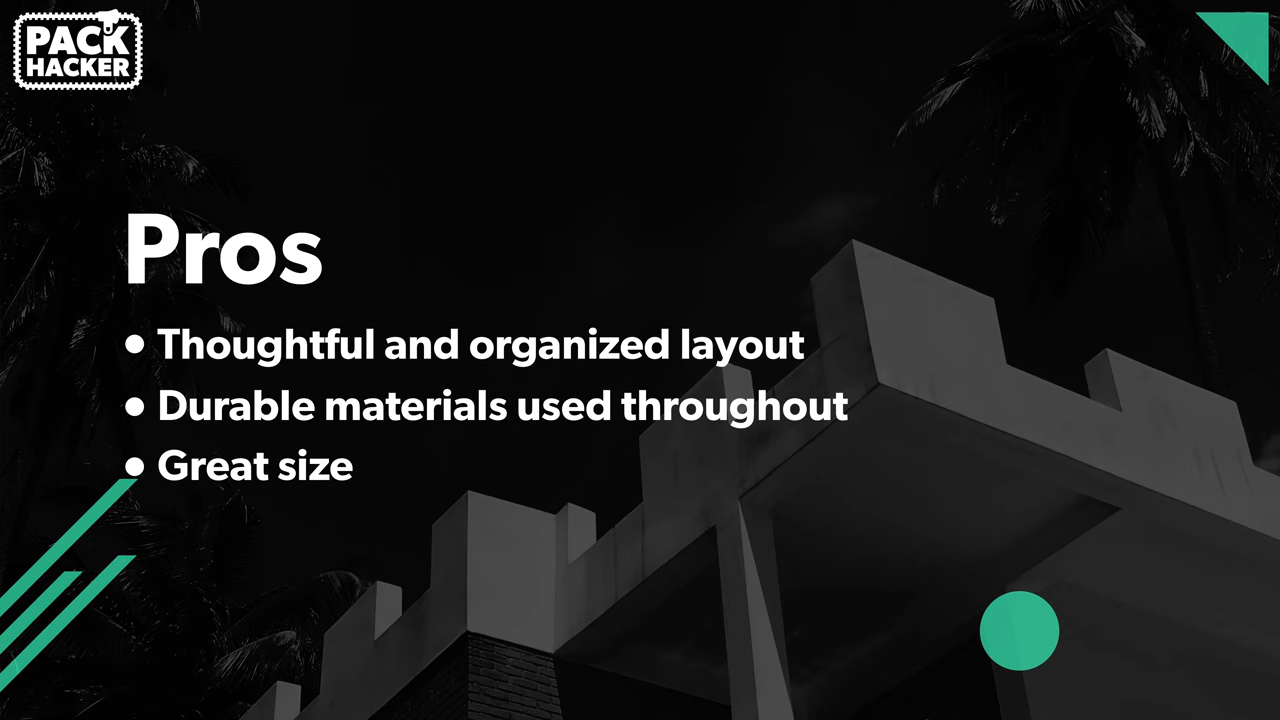 PACK
HACKER
Pros
• Thoughtful and organized layout
• Durable materials used throughout
• Great size